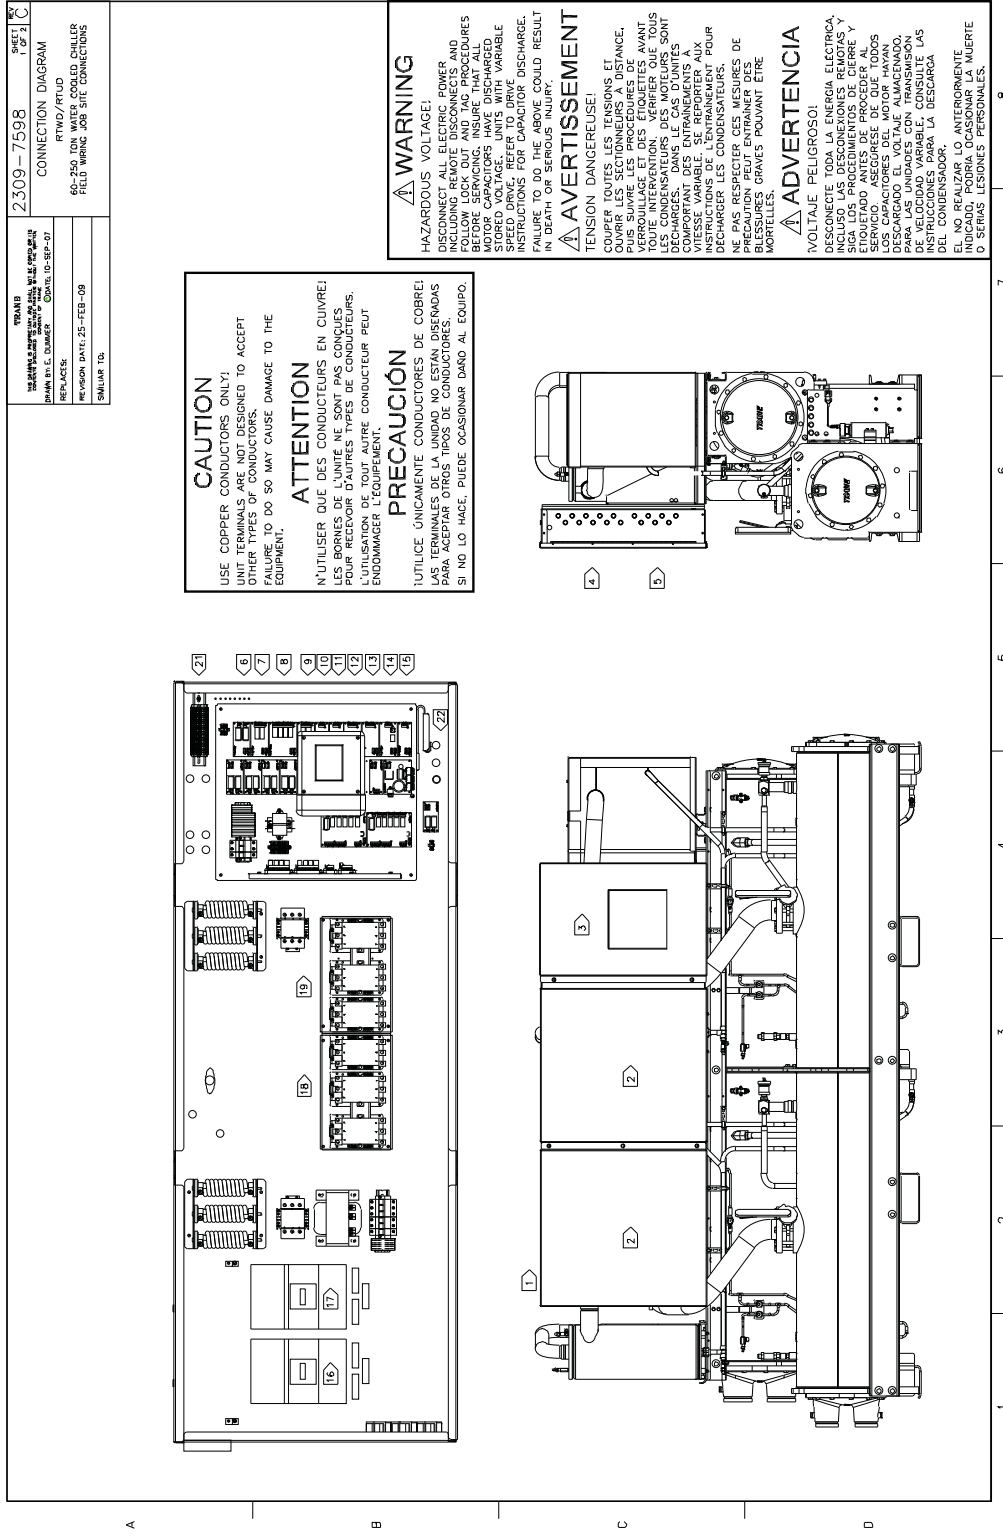 TRANE
DRAWN BY: E. DUMMER
DATE: 10-SEP-07
REPLACES:
REVISION DATE: 25-FEB-09
SIMILAR TO:
2309-7598
SHEET
1 OF 2
REV
C
CONNECTION DIAGRAM
RTWD/RTUD
60-250 TON WATER COOLED CHILLER
FIELD WIRING JOB SITE CONNECTIONS
CAUTION
USE COPPER CONDUCTORS ONLY!
UNIT TERMINALS ARE NOT DESIGNED TO ACCEPT
OTHER TYPES OF CONDUCTORS.
FAILURE TO DO SO MAY CAUSE DAMAGE TO THE
EQUIPMENT.
ATTENTION
N'UTILISER QUE DES CONDUCTEURS EN CUIVRE!
LES BORNES DE L'UNITÉ NE SONT PAS CONÇUES
POUR RECEVOIR D'AUTRES TYPES DE CONDUCTEURS.
L'UTILISATION DE TOUT AUTRE CONDUCTEUR PEUT
ENDOMMAGER L'ÉQUIPEMENT.
PRECAUCIÓN
¡UTILICE ÚNICAMENTE CONDUCTORES DE COBRE!
LAS TERMINALES DE LA UNIDAD NO ESTÁN DISEÑADAS
PARA ACEPTAR OTROS TIPOS DE CONDUCTORES.
SI NO LO HACE, PUEDE OCASIONAR DAÑO AL EQUIPO.
WARNING
HAZARDOUS VOLTAGE!
DISCONNECT ALL ELECTRIC POWER
INCLUDING REMOTE DISCONNECTS AND
FOLLOW LOCK OUT AND TAG PROCEDURES
BEFORE SERVICING. INSURE THAT ALL
MOTOR CAPACITORS HAVE DISCHARGED
STORED VOLTAGE. UNITS WITH VARIABLE
SPEED DRIVE, REFER TO DRIVE
INSTRUCTIONS FOR CAPACITOR DISCHARGE.
FAILURE TO DO THE ABOVE COULD RESULT
IN DEATH OR SERIOUS INJURY.
AVERTISSEMENT
TENSION DANGEREUSE!
COUPER TOUTES LES TENSIONS ET
OUVRIR LES SECTIONNEURS À DISTANCE,
PUIS SUIVRE LES PROCÉDURES DE
VERROUILLAGE ET DES ÉTIQUETTES AVANT
TOUTE INTERVENTION. VÉRIFIER QUE TOUS
LES CONDENSATEURS DES MOTEURS SONT
DÉCHARGÉS. DANS LE CAS D'UNITÉS
COMPORTANT DES ENTRAÎNEMENTS À
VITESSE VARIABLE, SE REPORTER AUX
INSTRUCTIONS DE L'ENTRAÎNEMENT POUR
DÉCHARGER LES CONDENSATEURS.
NE PAS RESPECTER CES MESURES DE
PRÉCAUTION PEUT ENTRAÎNER DES
BLESSURES GRAVES POUVANT ÊTRE
MORTELLES.
ADVERTENCIA
¡VOLTAJE PELIGROSO!
DESCONECTE TODA LA ENERGÍA ELÉCTRICA,
INCLUSO LAS DESCONEXIONES REMOTAS Y
SIGA LOS PROCEDIMIENTOS DE CIERRE Y
ETIQUETADO ANTES DE PROCEDER AL
SERVICIO. ASEGÚRESE DE QUE TODOS
LOS CAPACITORES DE MOTOR HAYAN
DESCARGADO EL VOLTAJE ALMACENADO.
PARA LAS UNIDADES CON TRANSMISIÓN
DE VELOCIDAD VARIABLE, CONSULTE LAS
INSTRUCCIONES PARA LA DESCARGA
DEL CONDENSADOR.
EL NO REALIZAR LO ANTERIORMENTE
INDICADO, PODRÍA OCASIONAR LA MUERTE
O SERIAS LESIONES PERSONALES.
21
6
7
8
9
10
11
12
13
14
15
22
19
18
17
16
1
2
2
3
4
5
TRANE
TRANE
A
B
C
D
1
2
3
4
5
6
7
8